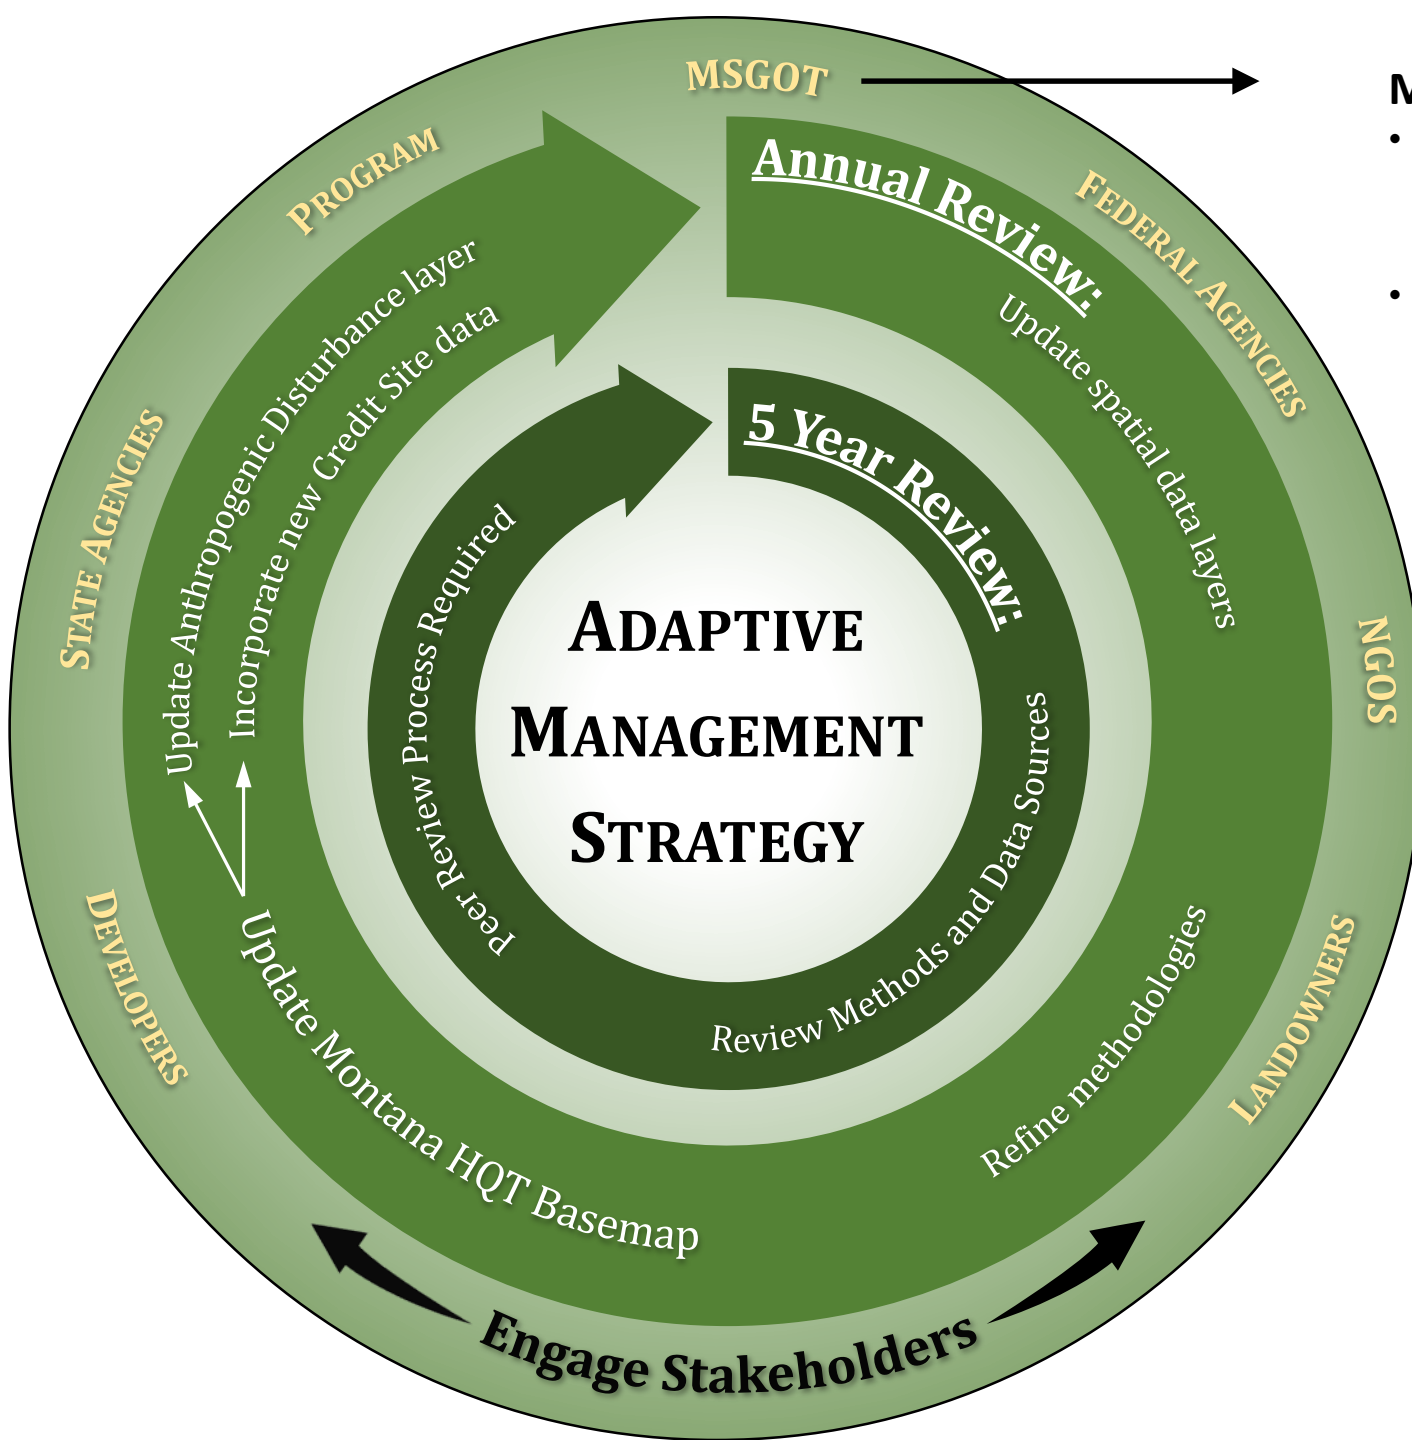 MSGOT
M
•
•
PROGRAM
FEDERAL AGENCIES
STATE AGENCIES
NGOS
DEVELOPERS
LANDOWNERS
Engage Stakeholders
Annual Review:
Update spatial data layers
Refine methodologies
Update Montana HQT Basemap
Update Anthropogenic Disturbance layer
Incorporate new Credit Site data
5 Year Review:
Review Methods and Data Sources
Peer Review Process Required
ADAPTIVE
MANAGEMENT
STRATEGY